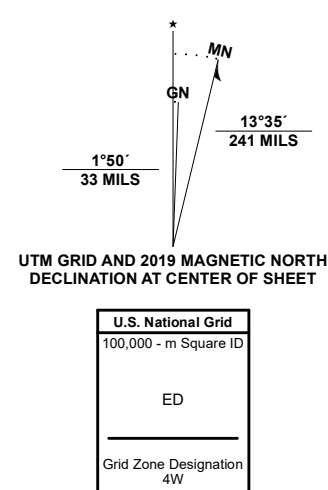 ★
MN
GN
13°35´
241 MILS
1°50´
33 MILS
UTM GRID AND 2019 MAGNETIC NORTH
DECLINATION AT CENTER OF SHEET
U.S. National Grid
100,000 - m Square ID
ED
Grid Zone Designation
4W